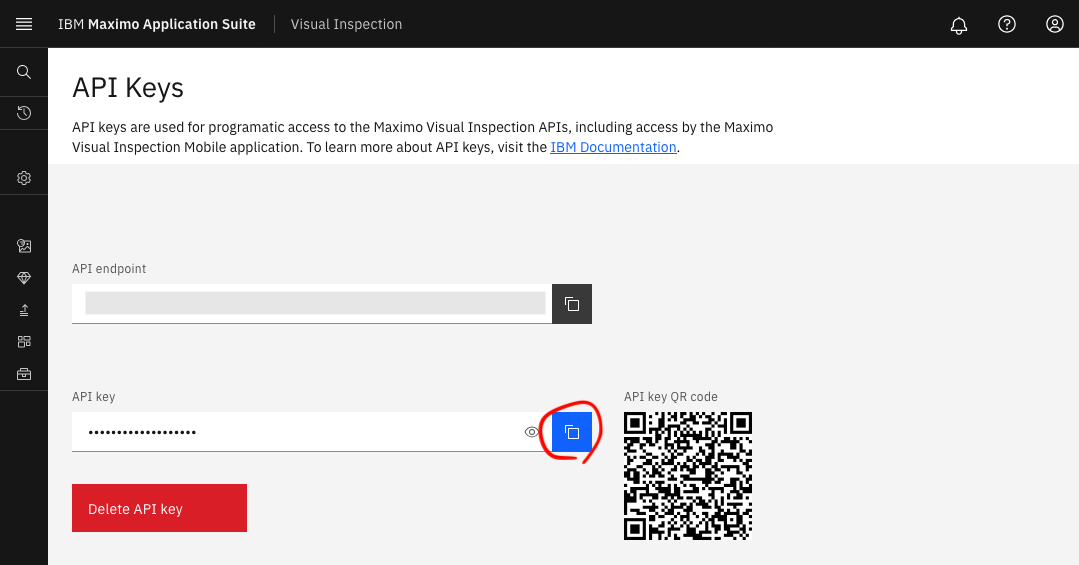 IBM Maximo Application Suite Visual Inspection
API Keys
API keys are used for programatic access to the Maximo Visual Inspection APIs, including access by the Maximo
Visual Inspection Mobile application. To learn more about API keys, visit the IBM Documentation.
API endpoint
API key
API key QR code
••••••••••••••••••••
Delete API key